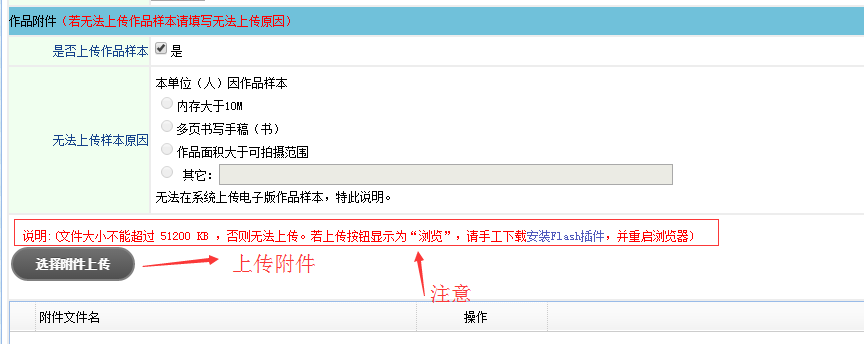 作品附件（若无法上传作品样本请填写无法上传原因）
是否上传作品样本 是
本单位（人）因作品样本
内存大于10M
多页书写手稿（书）
无法上传样本原因
作品面积大于可拍摄范围
其它：
无法在系统上传电子版作品样本，特此说明。
说明:(文件大小不能超过 51200 KB ，否则无法上传。若上传按钮显示为“浏览”，请手工下载安装Flash插件，并重启浏览器)
选择附件上传 上传附件
注意
附件文件名 操作